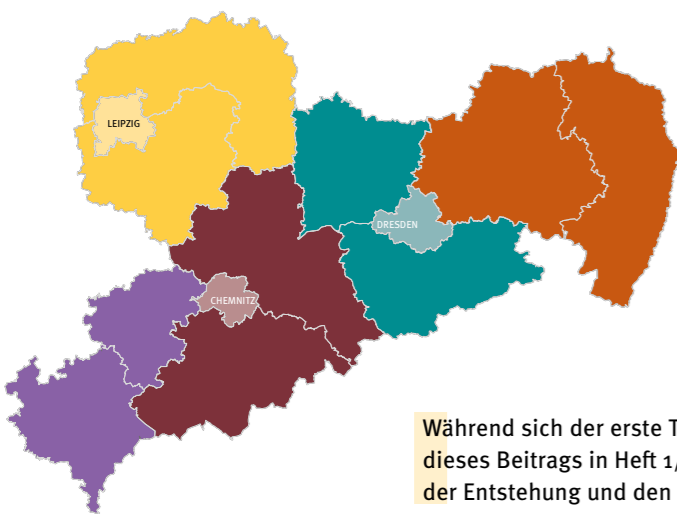 LEIPZIG
DRESDEN
CHEMNITZ
Während sich der erste
dieses Beitrags in Heft 1/
der Entstehung und den